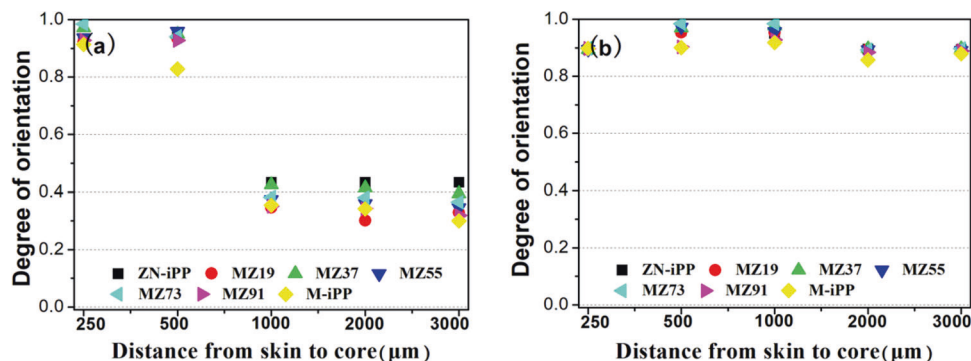 (a)
Degree of orientation
1.0
0.8
0.6
0.4
0.2
0.0
ZN-iPP MZ19 MZ37 MZ55
MZ73 MZ91 M-iPP
250 500 1000 2000 3000
Distance from skin to core(μm)
(b)
Degree of orientation
1.0
0.8
0.6
0.4
0.2
0.0
ZN-iPP MZ19 MZ37 MZ55
MZ73 MZ91 M-iPP
250 500 1000 2000 3000
Distance from skin to core(μm)